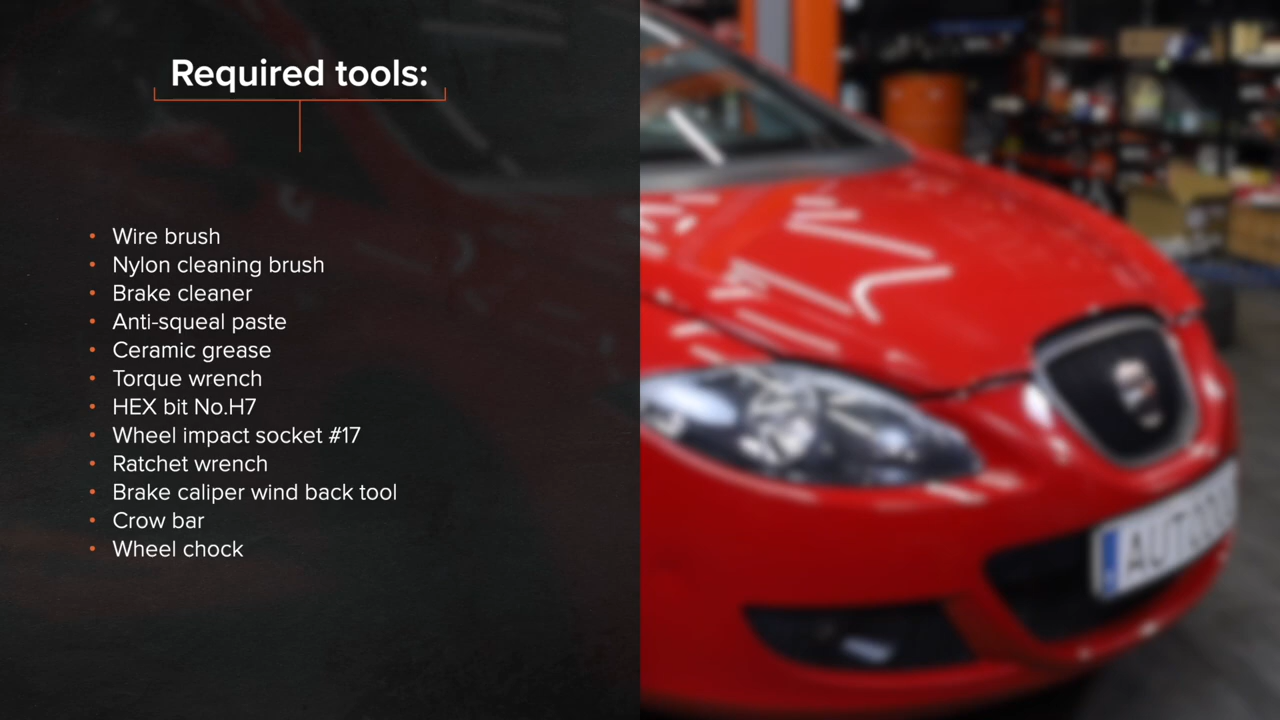 Required tools:
• Wire brush
• Nylon cleaning brush
• Brake cleaner
• Anti-squeal paste
• Ceramic grease
• Torque wrench
• HEX bit No.H7
• Wheel impact socket #17
• Ratchet wrench
• Brake caliper wind back tool
• Crow bar
• Wheel chock